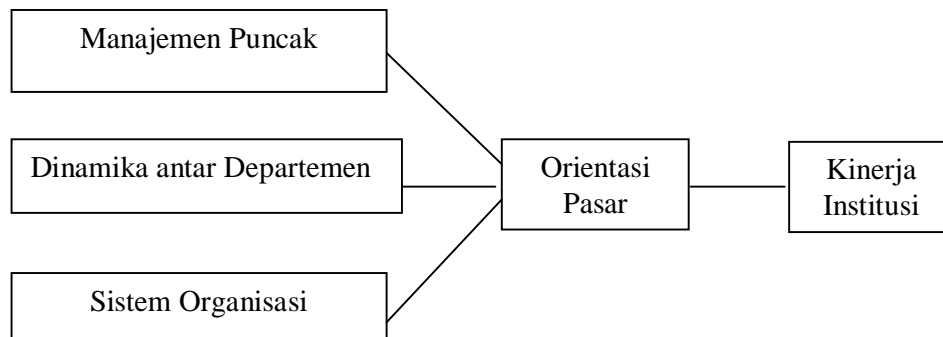 Manajemen Puncak
Dinamika antar Departemen
Orientasi
Pasar
Kinerja
Institusi
Sistem Organisasi